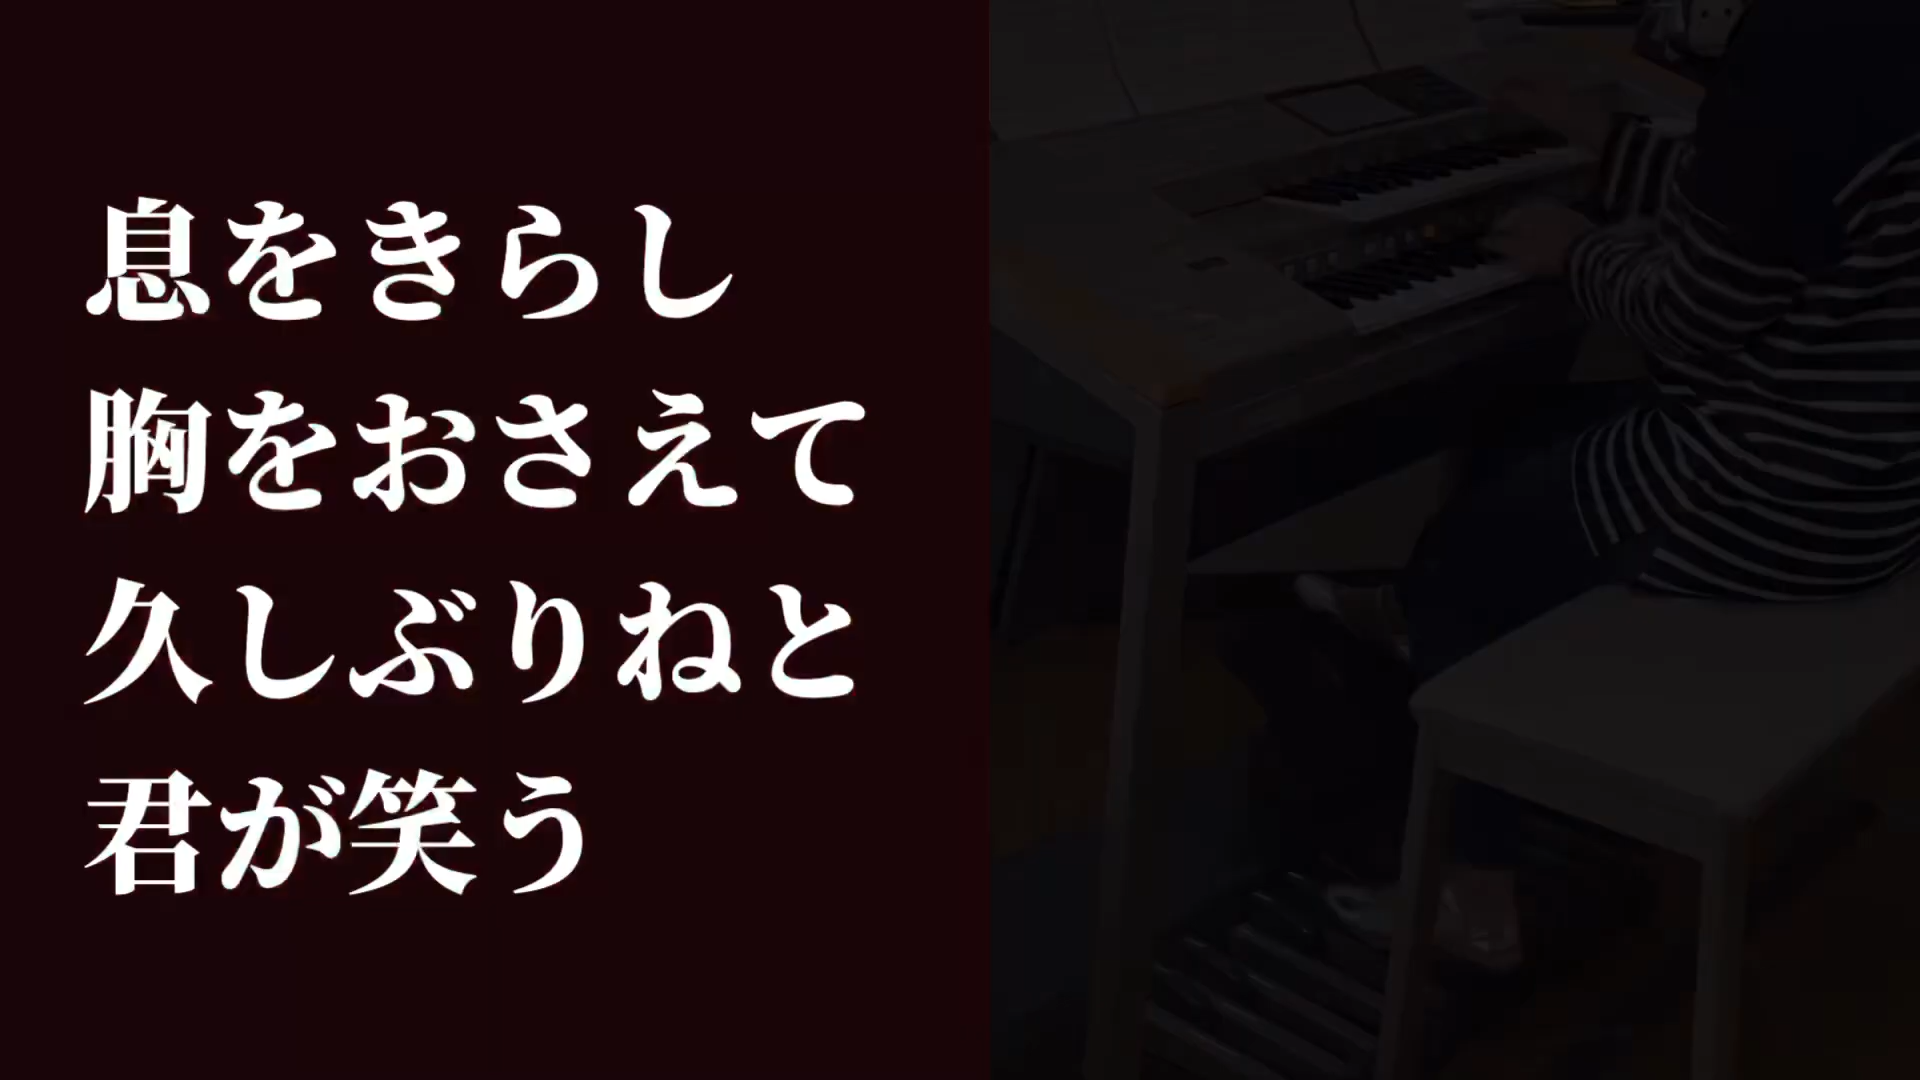 息をきらし
胸をおさえて
久しぶりねと
君が笑う